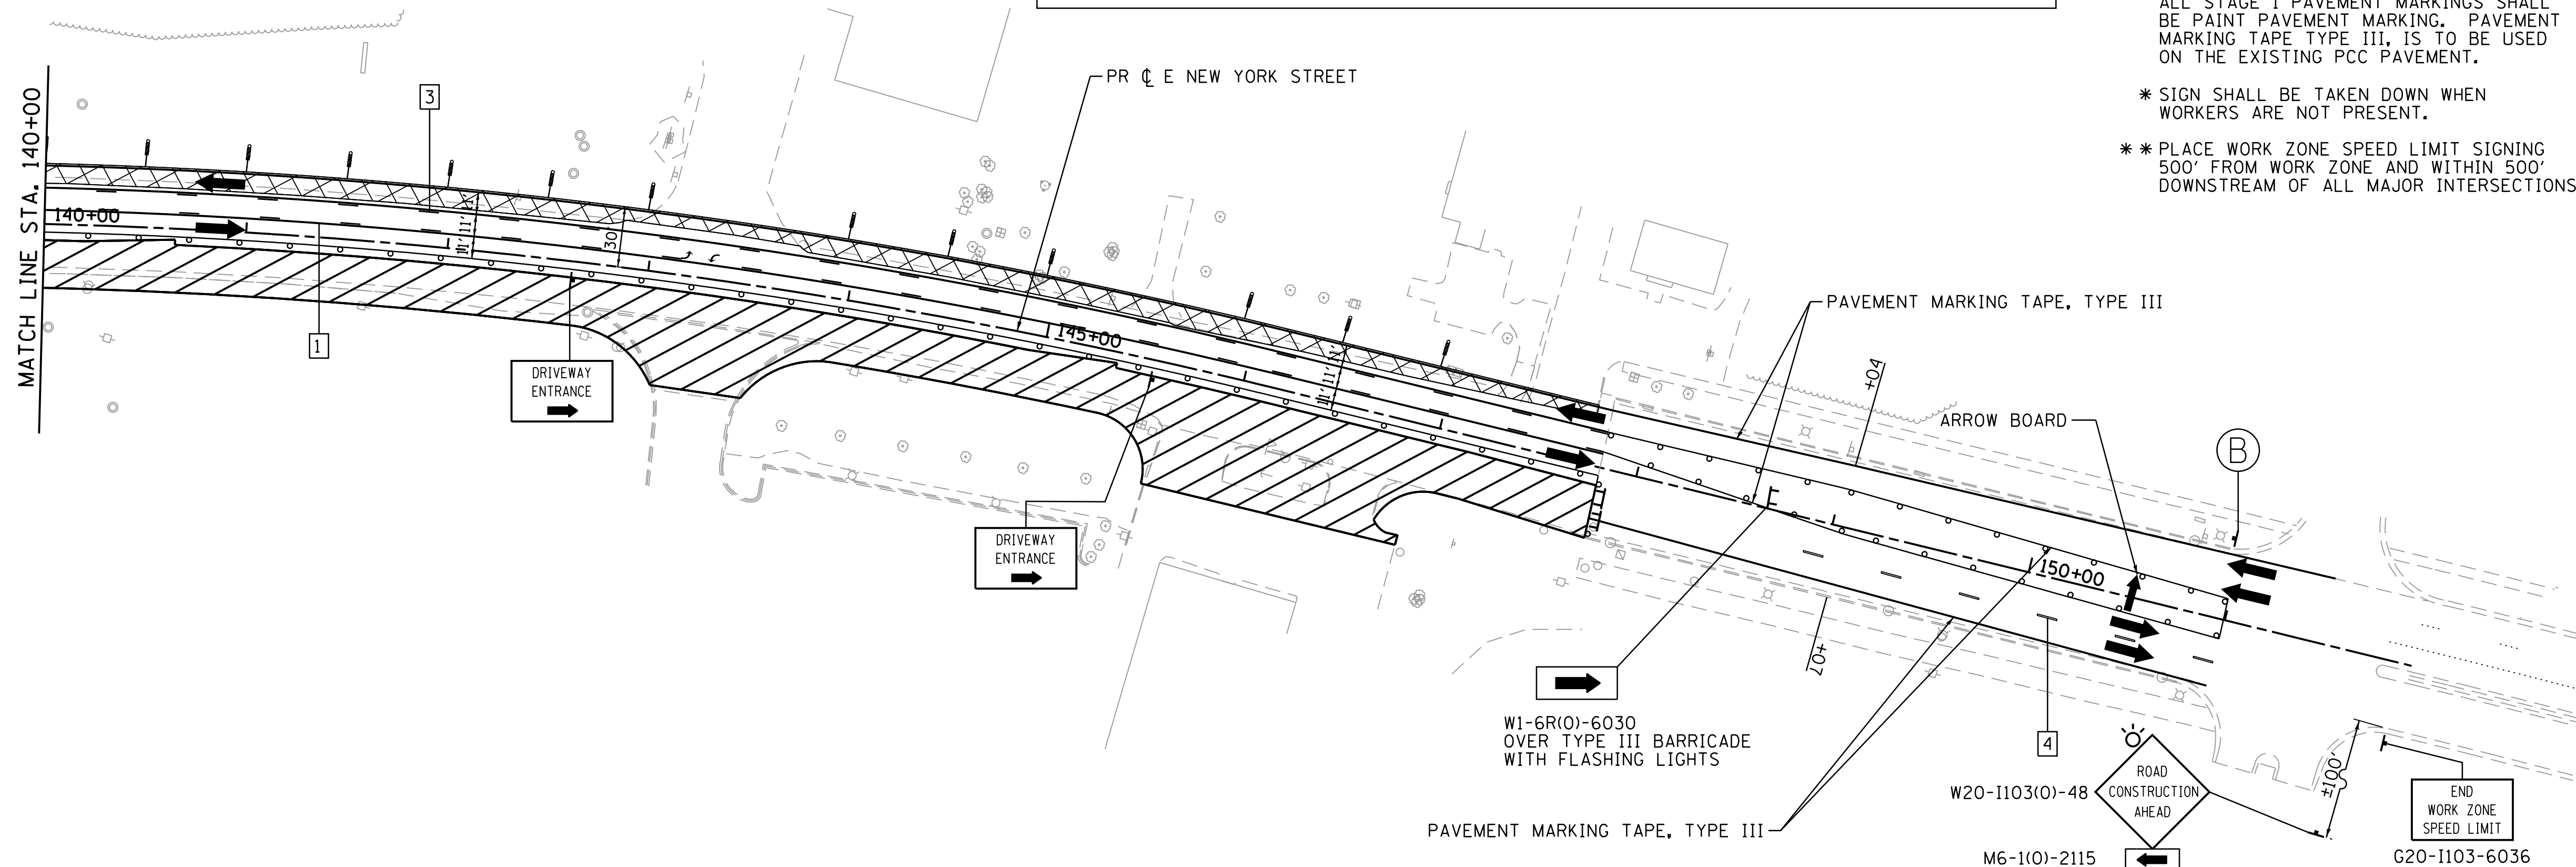 ALL STAGE 1 PAVEMENT MARKINGS SHALL
BE PAINT PAVEMENT MARKING. PAVEMENT
MARKING TAPE TYPE III, IS TO BE USED
ON THE EXISTING PCC PAVEMENT.
* SIGN SHALL BE TAKEN DOWN WHEN
WORKERS ARE NOT PRESENT.
* * PLACE WORK ZONE SPEED LIMIT SIGNING
500' FROM WORK ZONE AND WITHIN 500'
DOWNSTREAM OF ALL MAJOR INTERSECTIONS
MATCH LINE STA. 140+00
3
PR ℄ E NEW YORK STREET
140+00
11' 11' 1'
30'
1
DRIVEWAY
ENTRANCE
145+00
11' 11' 1'
DRIVEWAY
ENTRANCE
PAVEMENT MARKING TAPE, TYPE III
+04
ARROW BOARD
B
150+00
+07
W1-6R(O)-6030
OVER TYPE III BARRICADE
WITH FLASHING LIGHTS
4
PAVEMENT MARKING TAPE, TYPE III
W20-I103(O)-48
ROAD
CONSTRUCTION
AHEAD
M6-1(O)-2115
±100'
END
WORK ZONE
SPEED LIMIT
G20-I103-6036